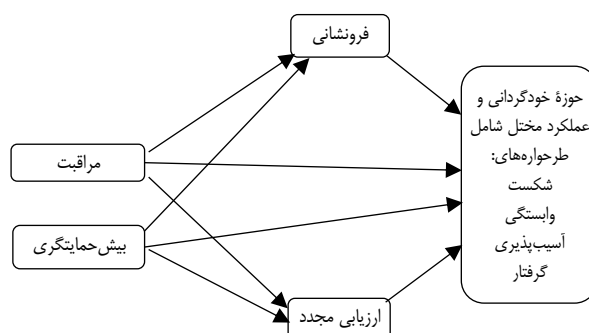 فرونشانی
حوزۀ خودگردانی و
عملکرد مختل شامل
طرحواره‌های:
شکست
وابستگی
آسیب‌پذیری
گرفتار
مراقبت
بیش‌حمایتگری
ارزیابی مجدد